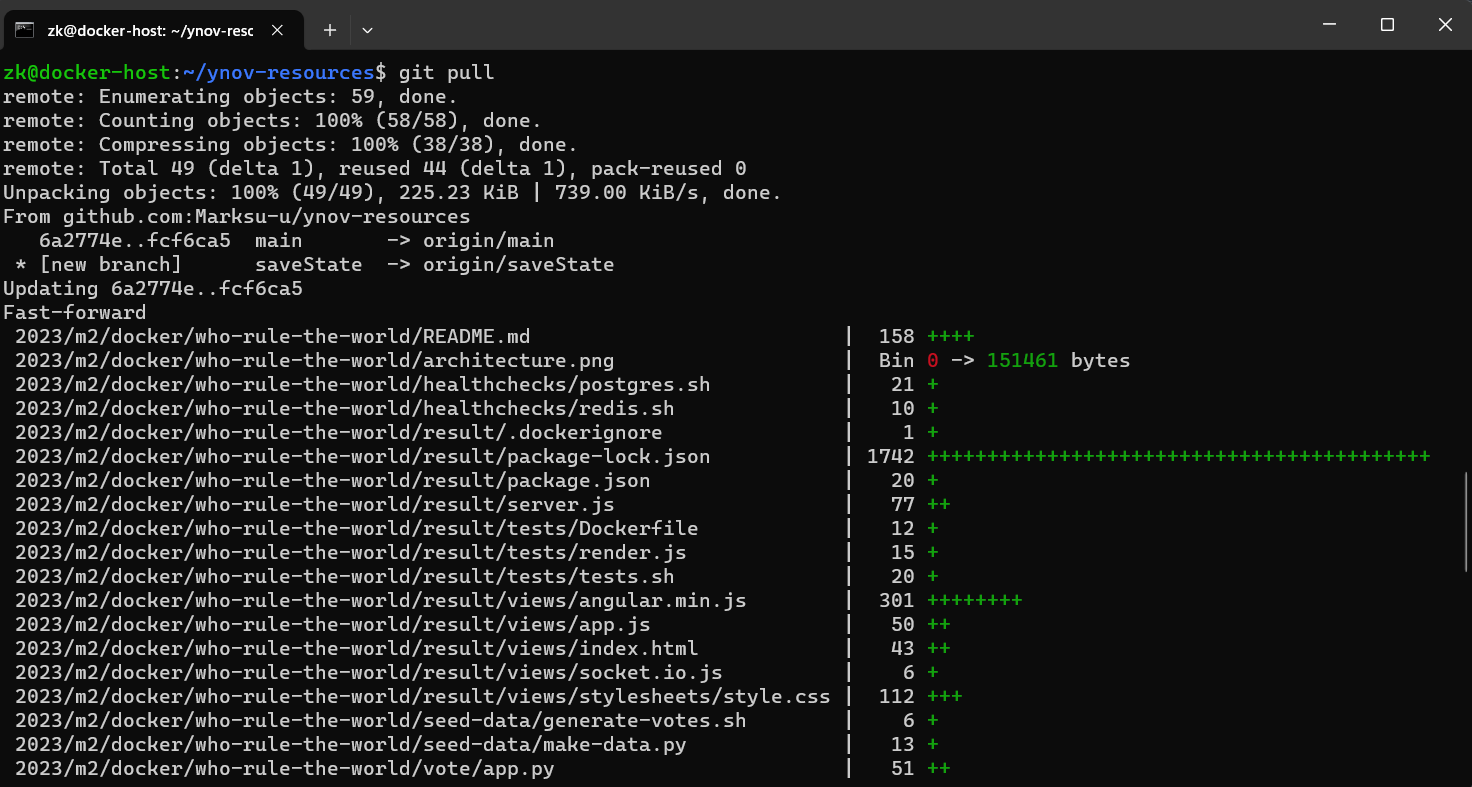 zk@docker-host: ~/ynov-resc
zk@docker-host:~/ynov-resources$ git pull
remote: Enumerating objects: 59, done.
remote: Counting objects: 100% (58/58), done.
remote: Compressing objects: 100% (38/38), done.
remote: Total 49 (delta 1), reused 44 (delta 1), pack-reused 0
Unpacking objects: 100% (49/49), 225.23 KiB | 739.00 KiB/s, done.
From github.com:Marksu-u/ynov-resources
   6a2774e..fcf6ca5  main       -> origin/main
 * [new branch]      saveState  -> origin/saveState
Updating 6a2774e..fcf6ca5
Fast-forward
 2023/m2/docker/who-rule-the-world/README.md                          |  158 ++++
 2023/m2/docker/who-rule-the-world/architecture.png                   |  Bin 0 -> 151461 bytes
 2023/m2/docker/who-rule-the-world/healthchecks/postgres.sh           |   21 +
 2023/m2/docker/who-rule-the-world/healthchecks/redis.sh              |   10 +
 2023/m2/docker/who-rule-the-world/result/.dockerignore               |    1 +
 2023/m2/docker/who-rule-the-world/result/package-lock.json           | 1742 ++++++++++++++++++++++++++++++++++++++++++
 2023/m2/docker/who-rule-the-world/result/package.json                |   20 +
 2023/m2/docker/who-rule-the-world/result/server.js                   |   77 ++
 2023/m2/docker/who-rule-the-world/result/tests/Dockerfile            |   12 +
 2023/m2/docker/who-rule-the-world/result/tests/render.js             |   15 +
 2023/m2/docker/who-rule-the-world/result/tests/tests.sh              |   20 +
 2023/m2/docker/who-rule-the-world/result/views/angular.min.js        |  301 ++++++++
 2023/m2/docker/who-rule-the-world/result/views/app.js                |   50 ++
 2023/m2/docker/who-rule-the-world/result/views/index.html            |   43 ++
 2023/m2/docker/who-rule-the-world/result/views/socket.io.js          |    6 +
 2023/m2/docker/who-rule-the-world/result/views/stylesheets/style.css |  112 +++
 2023/m2/docker/who-rule-the-world/seed-data/generate-votes.sh        |    6 +
 2023/m2/docker/who-rule-the-world/seed-data/make-data.py             |   13 +
 2023/m2/docker/who-rule-the-world/vote/app.py                        |   51 ++